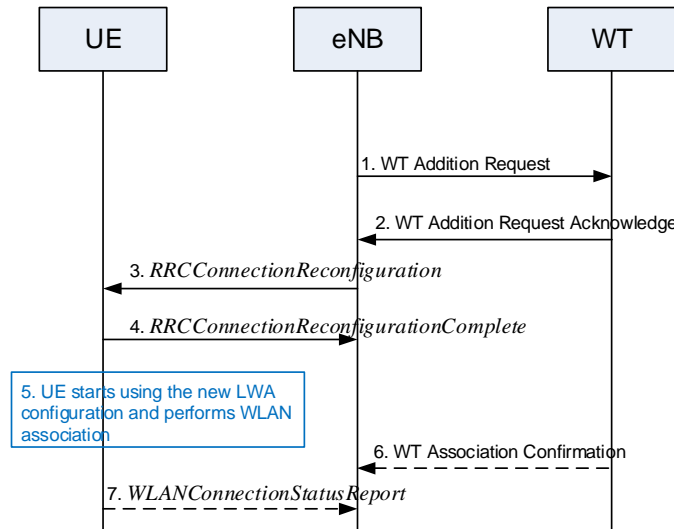 UE
eNB
WT
1. WT Addition Request
2. WT Addition Request Acknowledge
3. RRCConnectionReconfiguration
4. RRCConnectionReconfigurationComplete
5. UE starts using the new LWA
configuration and performs WLAN
association
6. WT Association Confirmation
7. WLANConnectionStatusReport